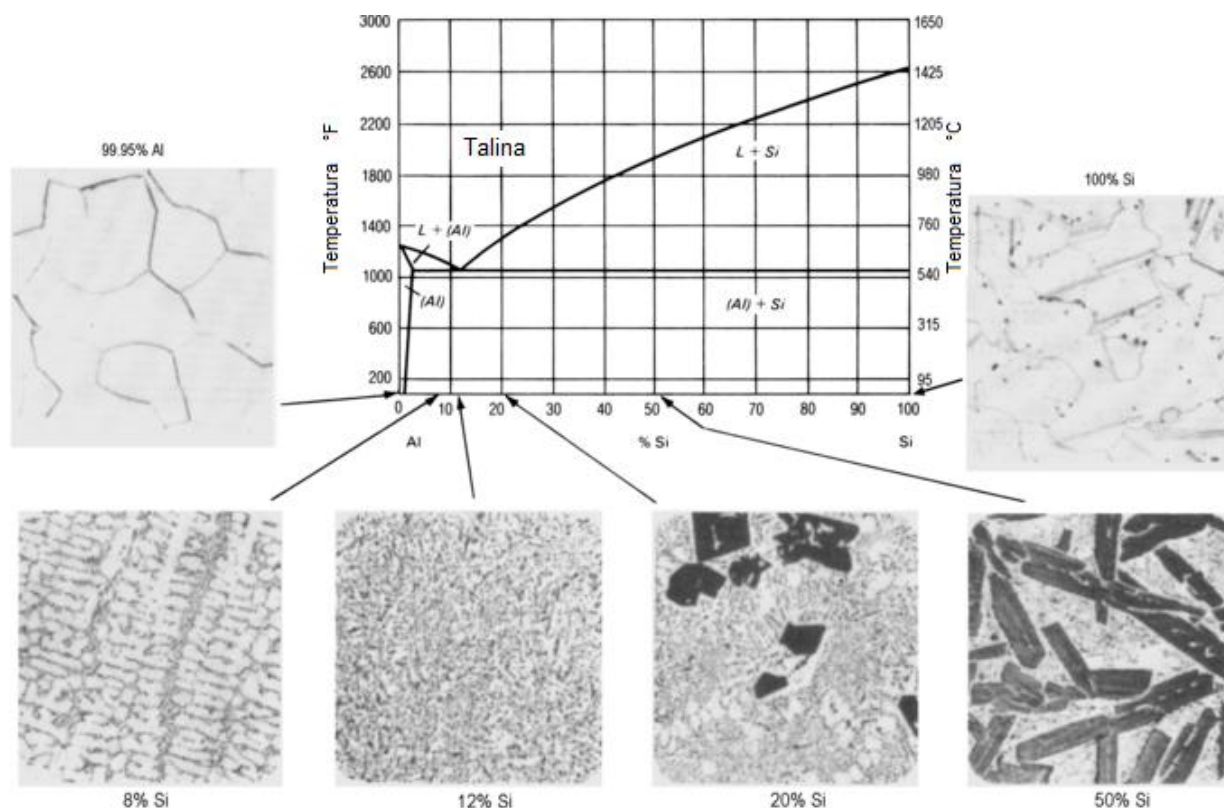 3000
2600
2200
1800
1400
1000
600
200
1650
1425
1205
980
760
540
315
95
Temperatura °F
Temperatura °C
Talina
L + Si
L + (Al)
(Al)
(Al) + Si
0 10 20 30 40 50 60 70 80 90 100
Al % Si Si
99.95% Al
100% Si
8% Si
12% Si
20% Si
50% Si